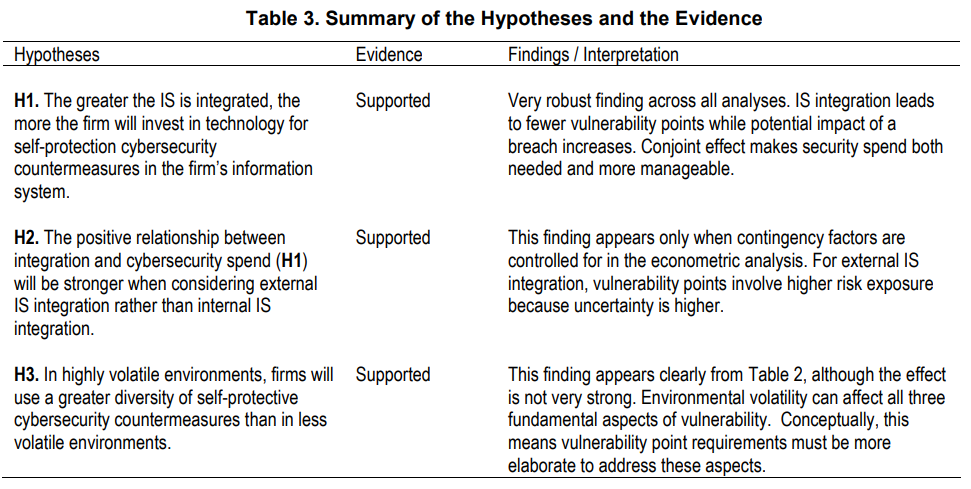 Table 3. Summary of the Hypotheses and the Evidence
Hypotheses Evidence Findings / Interpretation
H1. The greater the IS is integrated, the
more the firm will invest in technology for
self-protection cybersecurity
countermeasures in the firm's information
system.
Supported
Very robust finding across all analyses. IS integration leads
to fewer vulnerability points while potential impact of a
breach increases. Conjoint effect makes security spend both
needed and more manageable.
H2. The positive relationship between
integration and cybersecurity spend (H1)
will be stronger when considering external
IS integration rather than internal IS
integration.
Supported
This finding appears only when contingency factors are
controlled for in the econometric analysis. For external IS
integration, vulnerability points involve higher risk exposure
because uncertainty is higher.
H3. In highly volatile environments, firms will
use a greater diversity of self-protective
cybersecurity countermeasures than in less
volatile environments.
Supported
This finding appears clearly from Table 2, although the effect
is not very strong. Environmental volatility can affect all three
fundamental aspects of vulnerability. Conceptually, this
means vulnerability point requirements must be more
elaborate to address these aspects.